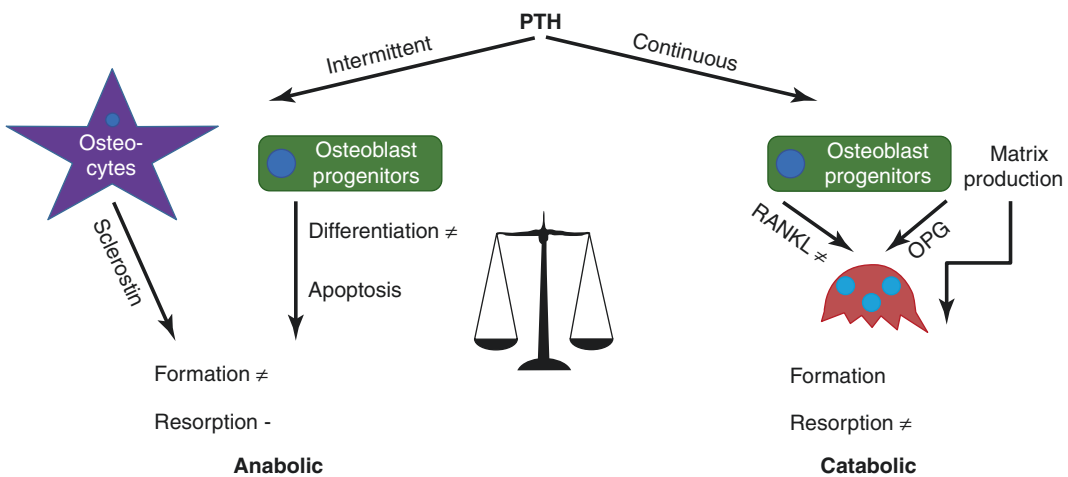 PTH
Intermittent
Continuous
Osteo-
cytes
Osteoblast
progenitors
Osteoblast
progenitors
Matrix
production
Sclerostin
Differentiation ≠
Apoptosis
RANKL ≠
OPG
Formation ≠
Resorption -
Anabolic
Formation
Resorption ≠
Catabolic